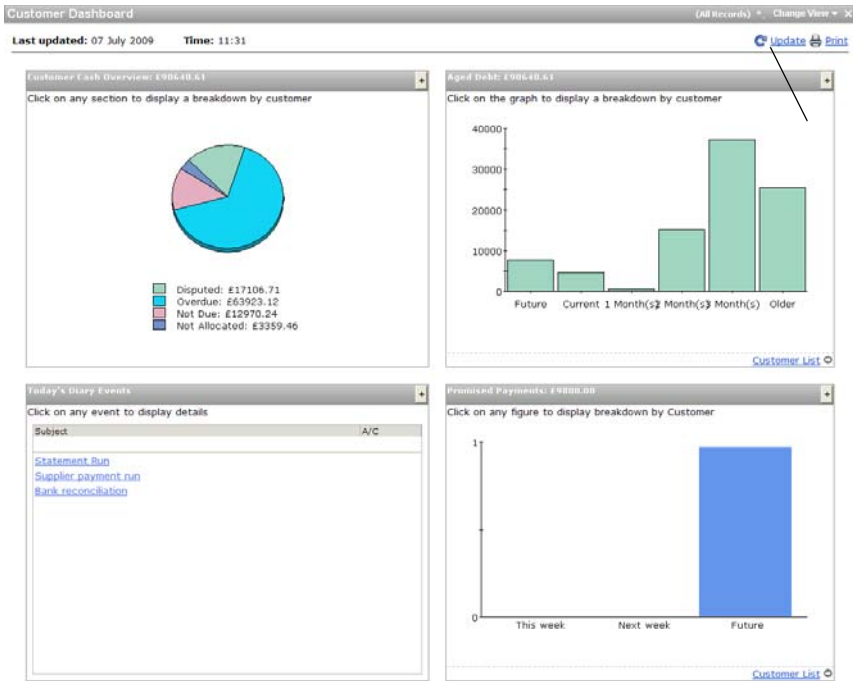 Customer Dashboard
(All Records) Change View X
Last updated: 07 July 2009 Time: 11:31
Update Print
Customer Cash Overview: £90640.61
Click on any section to display a breakdown by customer
Disputed: £17106.71
Overdue: £63923.12
Not Due: £12970.24
Not Allocated: £3359.46
Aged Debt: £90640.61
Click on the graph to display a breakdown by customer
40000
30000
20000
10000
0
Future Current 1 Month(s) 2 Month(s) 3 Month(s) Older
Customer List
Today's Diary Events
Click on any event to display details
Subject A/C
Statement Run
Supplier payment run
Bank reconciliation
Promised Payments: £9800.00
Click on any figure to display breakdown by Customer
1
0
This week Next week Future
Customer List